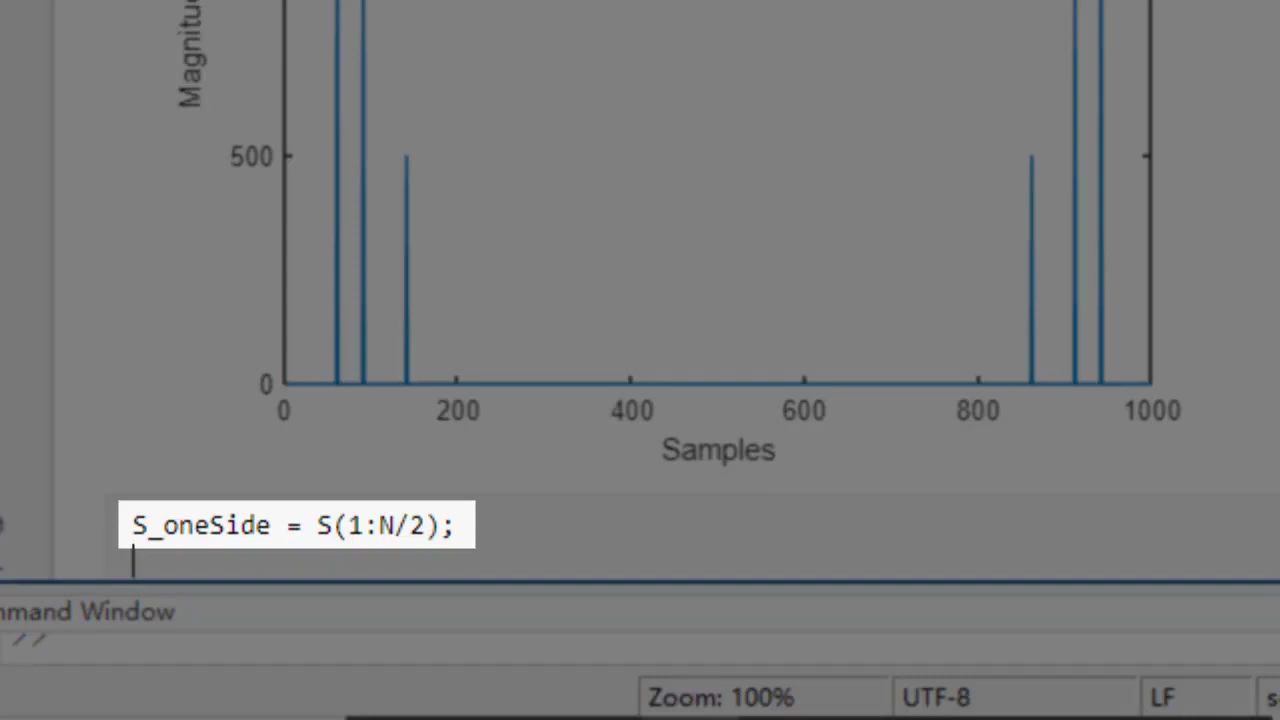 Magnitu
500
0
0 200 400 600 800 1000
Samples
S_oneSide = S(1:N/2);
mmand Window
Zoom: 100% UTF-8 LF s